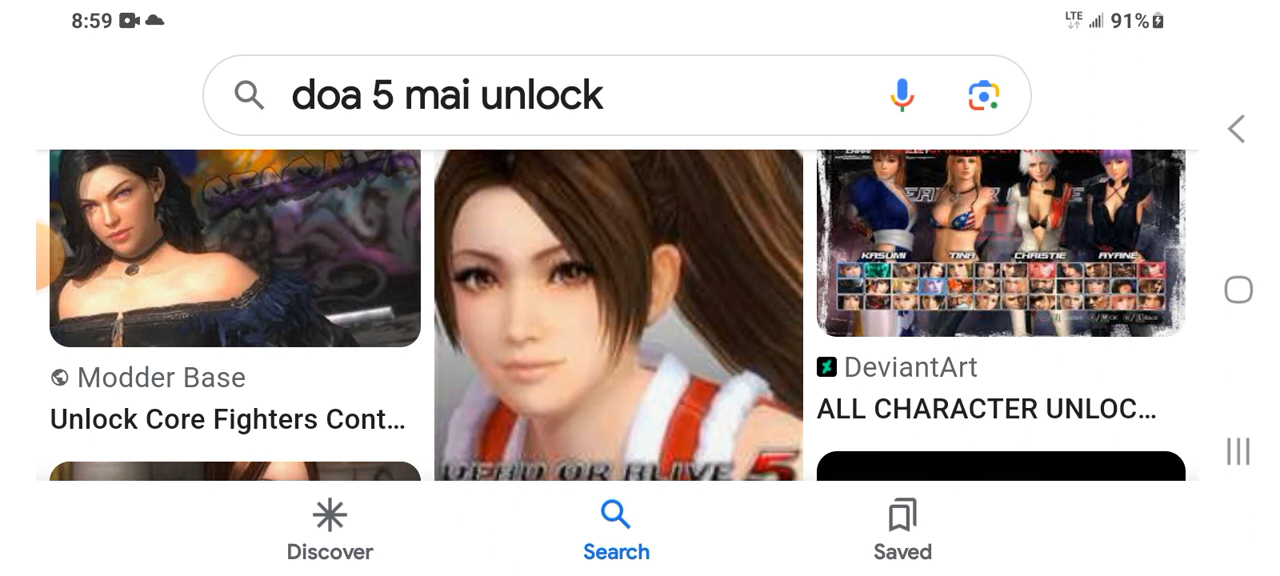 8:59
LTE
91%
doa 5 mai unlock
KASUMI TINA CHRISTIE AYANE
Modder Base
Unlock Core Fighters Cont...
DEAD OR ALIVE 5
DeviantArt
ALL CHARACTER UNLOC...
Discover
Search
Saved